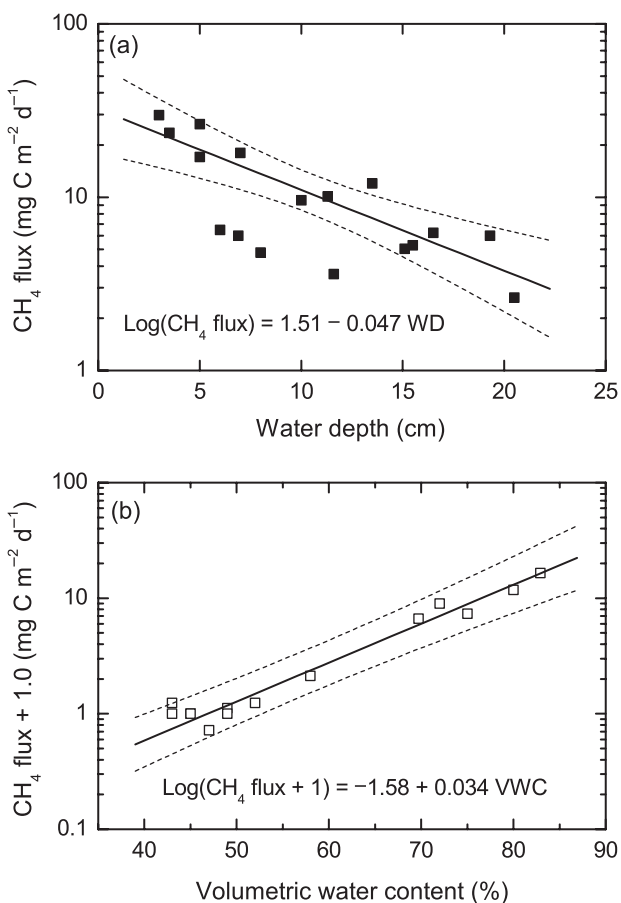 100
(a)
CH₄ flux (mg C m⁻² d⁻¹)
10
Log(CH₄ flux) = 1.51 − 0.047 WD
1
0 5 10 15 20 25
Water depth (cm)
100
(b)
CH₄ flux + 1.0 (mg C m⁻² d⁻¹)
10
1
Log(CH₄ flux + 1) = −1.58 + 0.034 VWC
0.1
40 50 60 70 80 90
Volumetric water content (%)